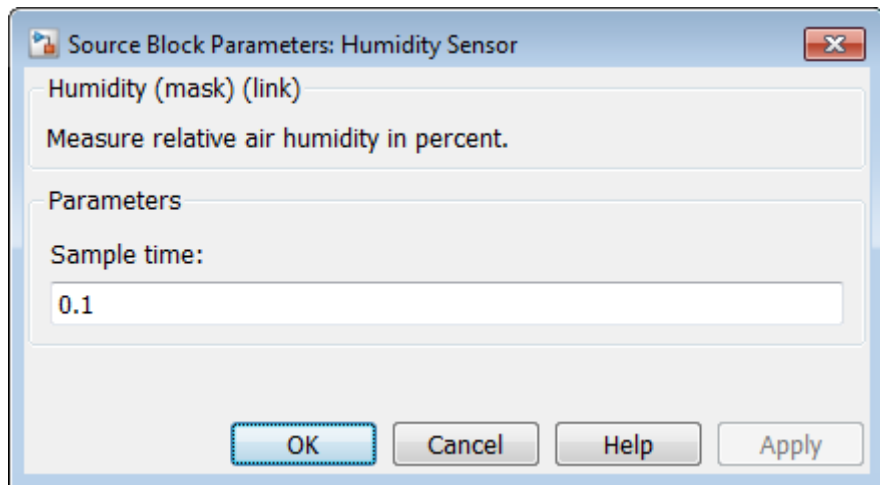 Source Block Parameters: Humidity Sensor
Humidity (mask) (link)
Measure relative air humidity in percent.
Parameters
Sample time:
0.1
OK Cancel Help Apply